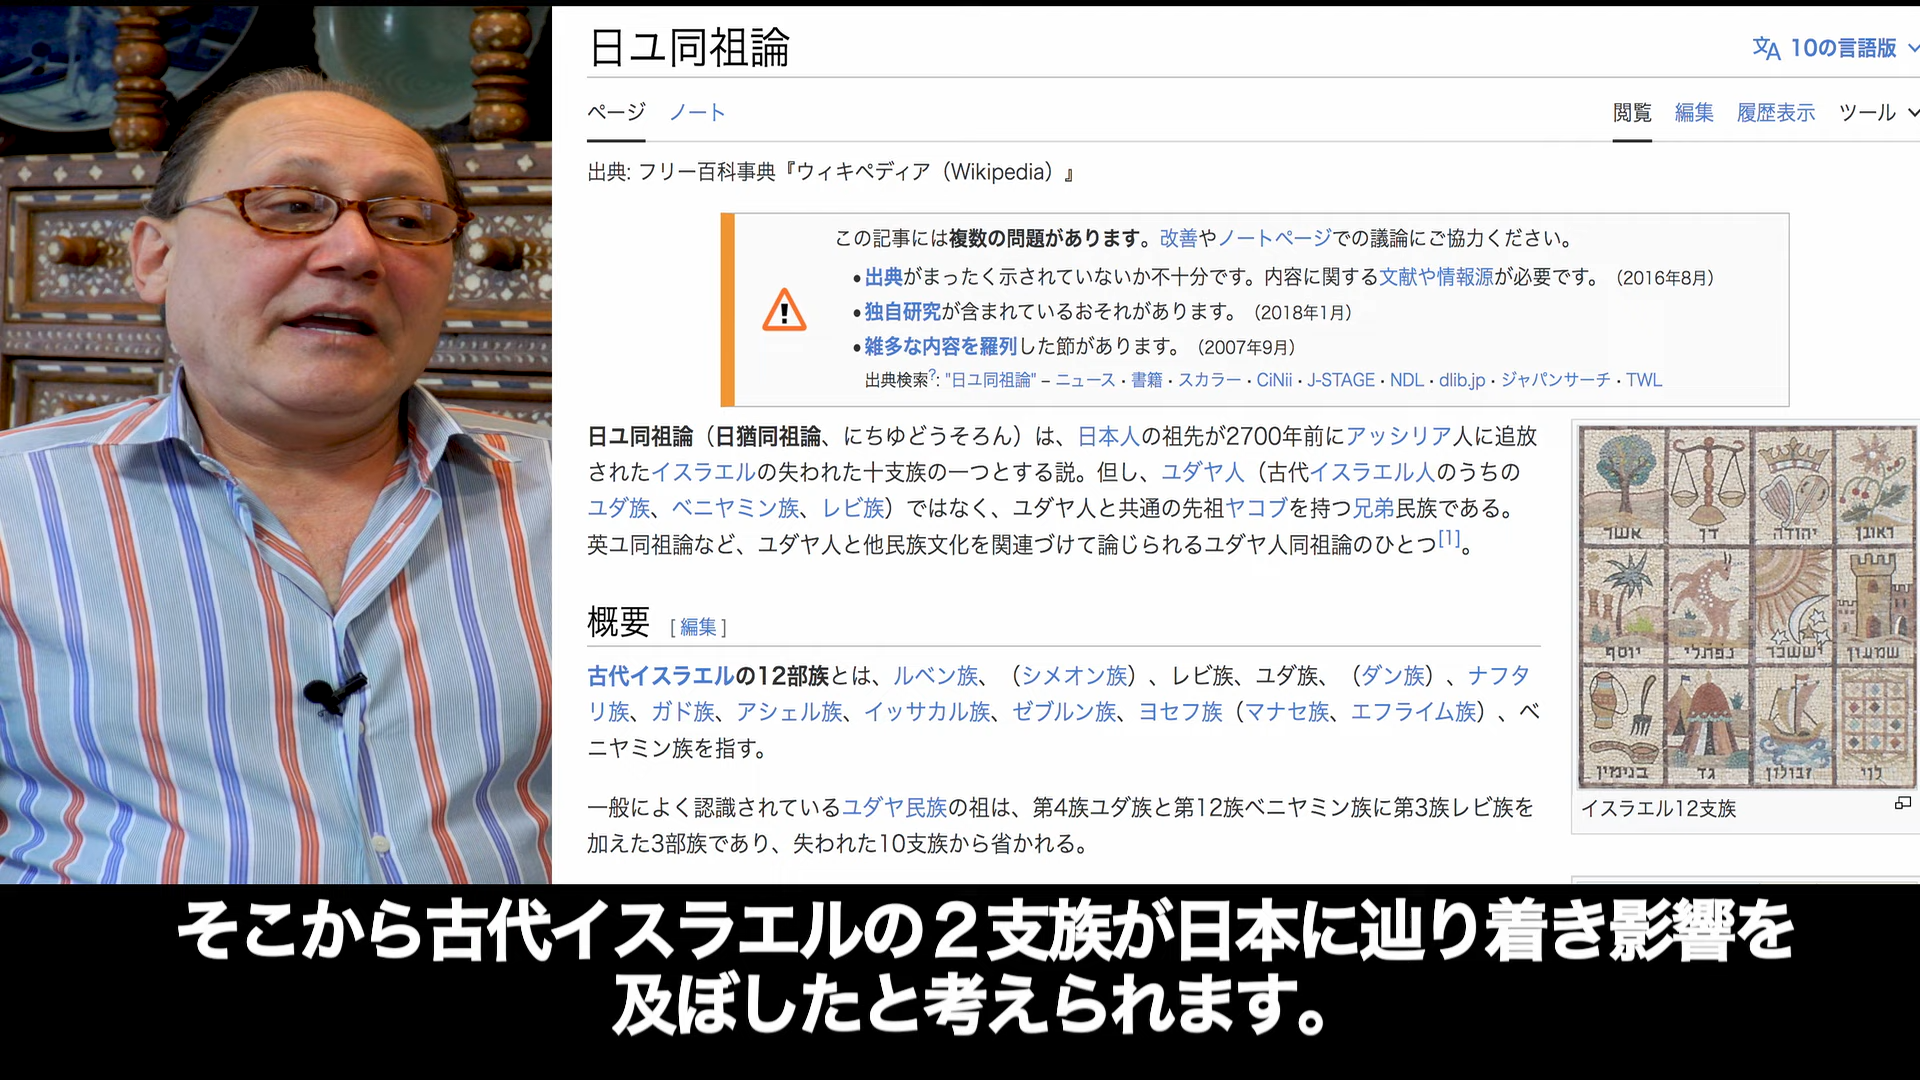 日ユ同祖論
10の言語版
ページ ノート
閲覧 編集 履歴表示 ツール
出典: フリー百科事典『ウィキペディア（Wikipedia）』
この記事には複数の問題があります。改善やノートページでの議論にご協力ください。
•出典がまったく示されていないか不十分です。内容に関する文献や情報源が必要です。（2016年8月）
•独自研究が含まれているおそれがあります。（2018年1月）
•雑多な内容を羅列した節があります。（2007年9月）
出典検索?: "日ユ同祖論" – ニュース・書籍・スカラー・CiNii・J-STAGE・NDL・dlib.jp・ジャパンサーチ・TWL
日ユ同祖論（日猶同祖論、にちゆどうそろん）は、日本人の祖先が2700年前にアッシリア人に追放
されたイスラエルの失われた十支族の一つとする説。但し、ユダヤ人（古代イスラエル人のうちの
ユダ族、ベニヤミン族、レビ族）ではなく、ユダヤ人と共通の先祖ヤコブを持つ兄弟民族である。
英ユ同祖論など、ユダヤ人と他民族文化を関連づけて論じられるユダヤ人同祖論のひとつ[1]。
概要 [編集]
古代イスラエルの12部族とは、ルベン族、（シメオン族）、レビ族、ユダ族、（ダン族）、ナフタ
リ族、ガド族、アシェル族、イッサカル族、ゼブルン族、ヨセフ族（マナセ族、エフライム族）、ベ
ニヤミン族を指す。
一般によく認識されているユダヤ民族の祖は、第4族ユダ族と第12族ベニヤミン族に第3族レビ族を
加えた3部族であり、失われた10支族から省かれる。
אשר דן יהודה ראובן
יוסף נפתלי יששכר שמעון
בנימין גד זבולון לוי
イスラエル12支族
そこから古代イスラエルの２支族が日本に辿り着き影響を
及ぼしたと考えられます。